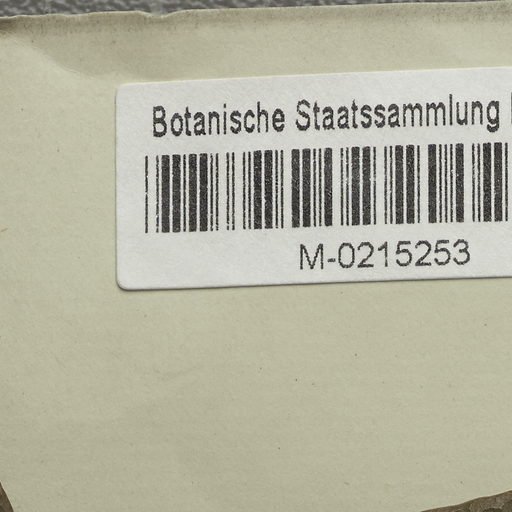 Botanische Staatssammlung
M-0215253